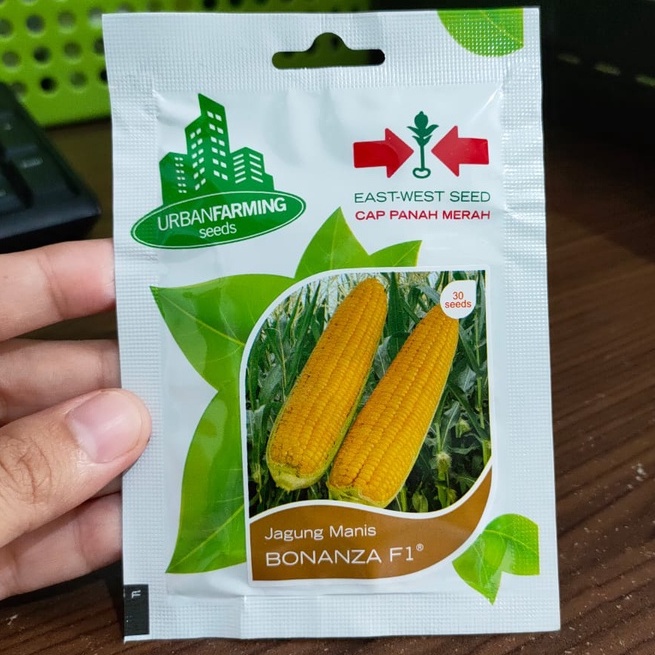 URBANFARMING
seeds
EAST-WEST SEED
CAP PANAH MERAH
30
seeds
Jagung Manis
BONANZA F1®